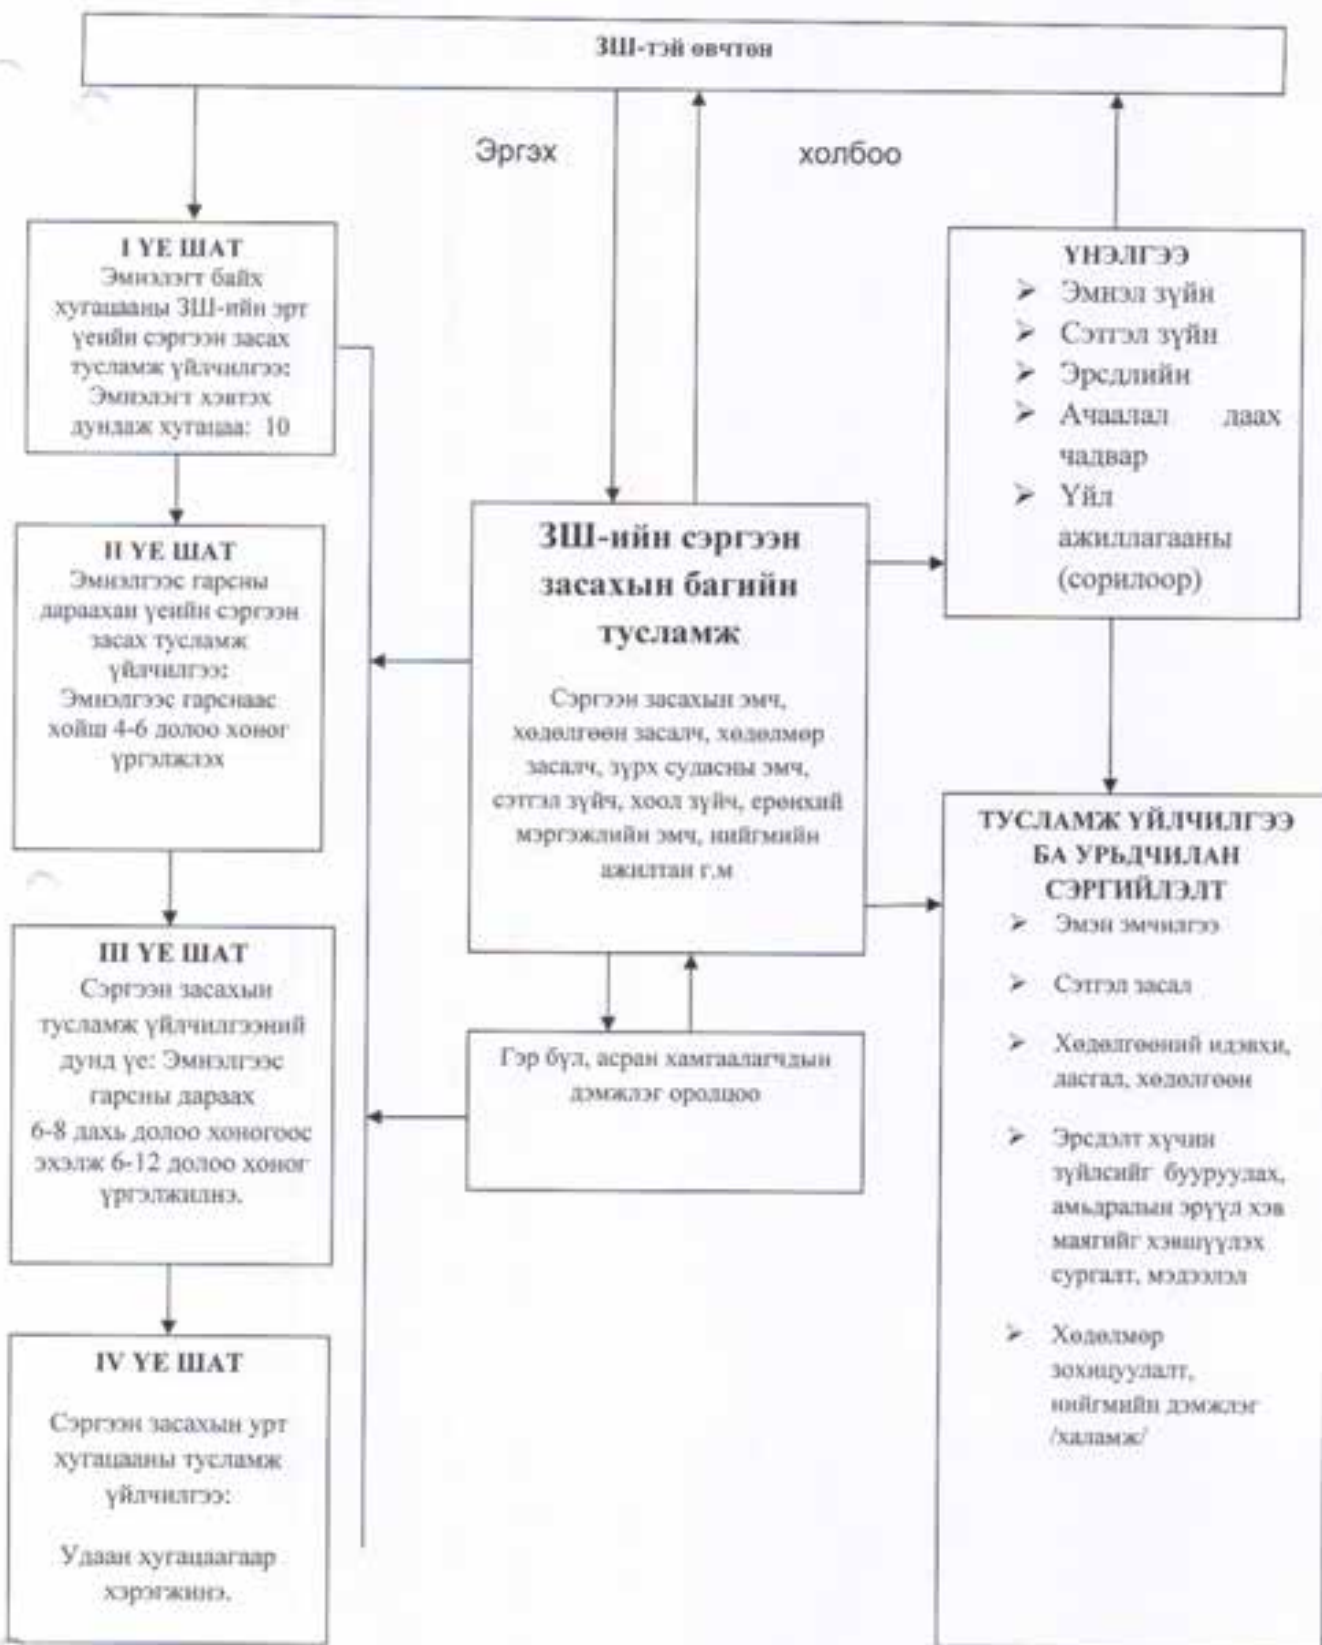 ЗШ-тэй өвчтөн
Эргэх холбоо
I ҮЕ ШАТ
Эмнэлэгт байх
хугацааны ЗШ-ийн эрт
үеийн сэргээн засах
тусламж үйлчилгээ:
Эмнэлэгт хэвтэх
дундаж хугацаа: 10
II ҮЕ ШАТ
Эмнэлгээс гарсны
дараахан үеийн сэргээн
засах тусламж
үйлчилгээ:
Эмнэлгээс гарснаас
хойш 4-6 долоо хоног
үргэлжлэх
III ҮЕ ШАТ
Сэргээн засахын
тусламж үйлчилгээний
дунд үе: Эмнэлгээс
гарсны дараах
6-8 дахь долоо хоногоос
эхэлж 6-12 долоо хоног
үргэлжилнэ.
IV ҮЕ ШАТ
Сэргээн засахын урт
хугацааны тусламж
үйлчилгээ:
Удаан хугацаагаар
хэрэгжинэ.
ЗШ-ийн сэргээн
засахын багийн
тусламж
Сэргээн засахын эмч,
хөдөлгөөн засалч, хөдөлмөр
засалч, зүрх судасны эмч,
сэтгэл зүйч, хоол зүйч, ерөнхий
мэргэжлийн эмч, нийгмийн
ажилтан г.м
Гэр бүл, асран хамгаалагчдын
дэмжлэг оролцоо
ҮНЭЛГЭЭ
➢ Эмнэл зүйн
➢ Сэтгэл зүйн
➢ Эрсдлийн
➢ Ачаалал даах
чадвар
➢ Үйл
ажиллагааны
(сорилоор)
ТУСЛАМЖ ҮЙЛЧИЛГЭЭ
БА УРЬДЧИЛАН
СЭРГИЙЛЭЛТ
➢ Эмэн эмчилгээ
➢ Сэтгэл засал
➢ Хөдөлгөөний идэвхи,
дасгал, хөдөлгөөн
➢ Эрсдэлт хүчин
зүйлсийг бууруулах,
амьдралын эрүүл хэв
маягийг хэвшүүлэх
сургалт, мэдээлэл
➢ Хөдөлмөр
зохицуулалт,
нийгмийн дэмжлэг
/халамж/